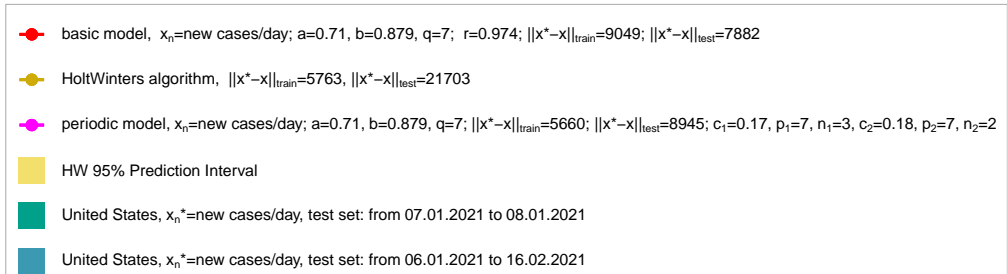 basic model, xₙ=new cases/day; a=0.71, b=0.879, q=7; r=0.974; ||x*−x||train=9049; ||x*−x||test=7882
HoltWinters algorithm, ||x*−x||train=5763, ||x*−x||test=21703
periodic model, xₙ=new cases/day; a=0.71, b=0.879, q=7; ||x*−x||train=5660; ||x*−x||test=8945; c₁=0.17, p₁=7, n₁=3, c₂=0.18, p₂=7, n₂=2
HW 95% Prediction Interval
United States, xₙ*=new cases/day, test set: from 07.01.2021 to 08.01.2021
United States, xₙ*=new cases/day, test set: from 06.01.2021 to 16.02.2021